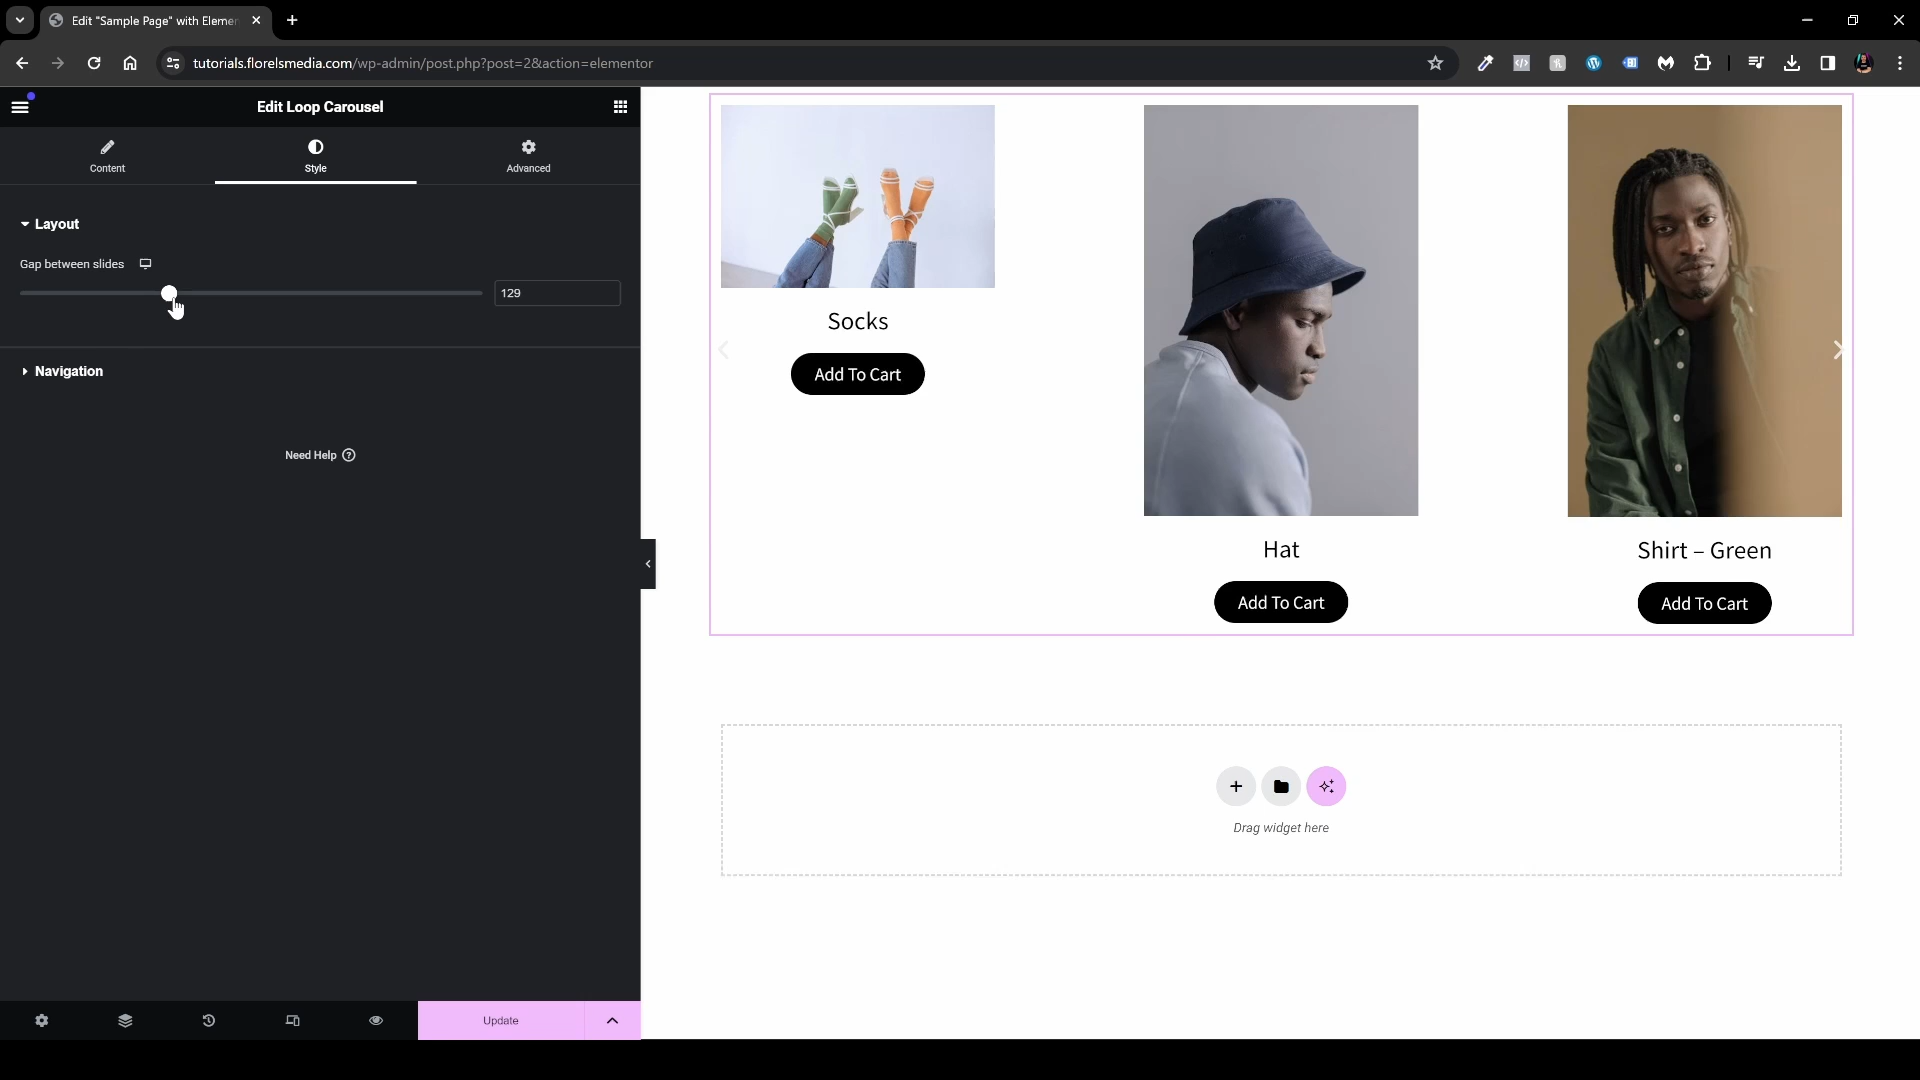 Edit "Sample Page" with Elemen
tutorials.florelsmedia.com/wp-admin/post.php?post=2&action=elementor
Edit Loop Carousel
Content
Style
Advanced
Layout
Gap between slides
129
Navigation
Need Help
Socks
Add To Cart
Hat
Add To Cart
Shirt – Green
Add To Cart
Drag widget here
Update